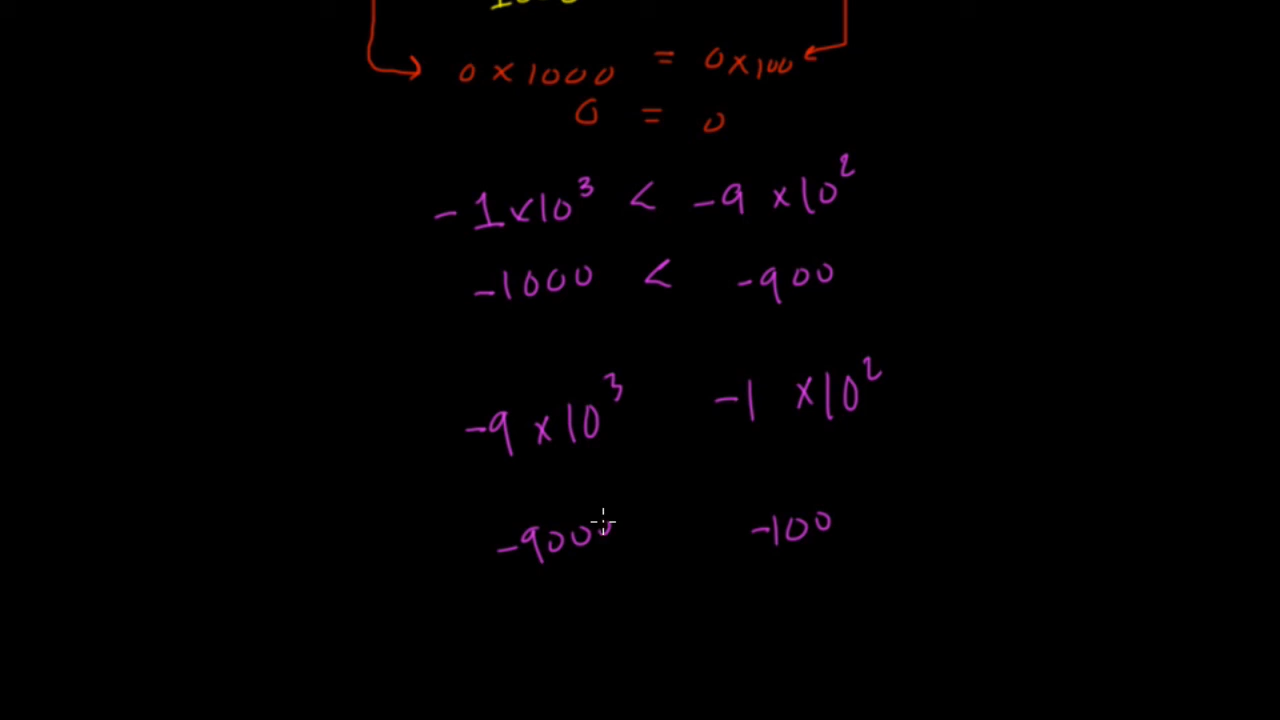 0 × 1000 = 0 × 100
0 = 0
-1 × 10³ < -9 × 10²
-1000 < -900
-9 × 10³ -1 × 10²
-9000 -100